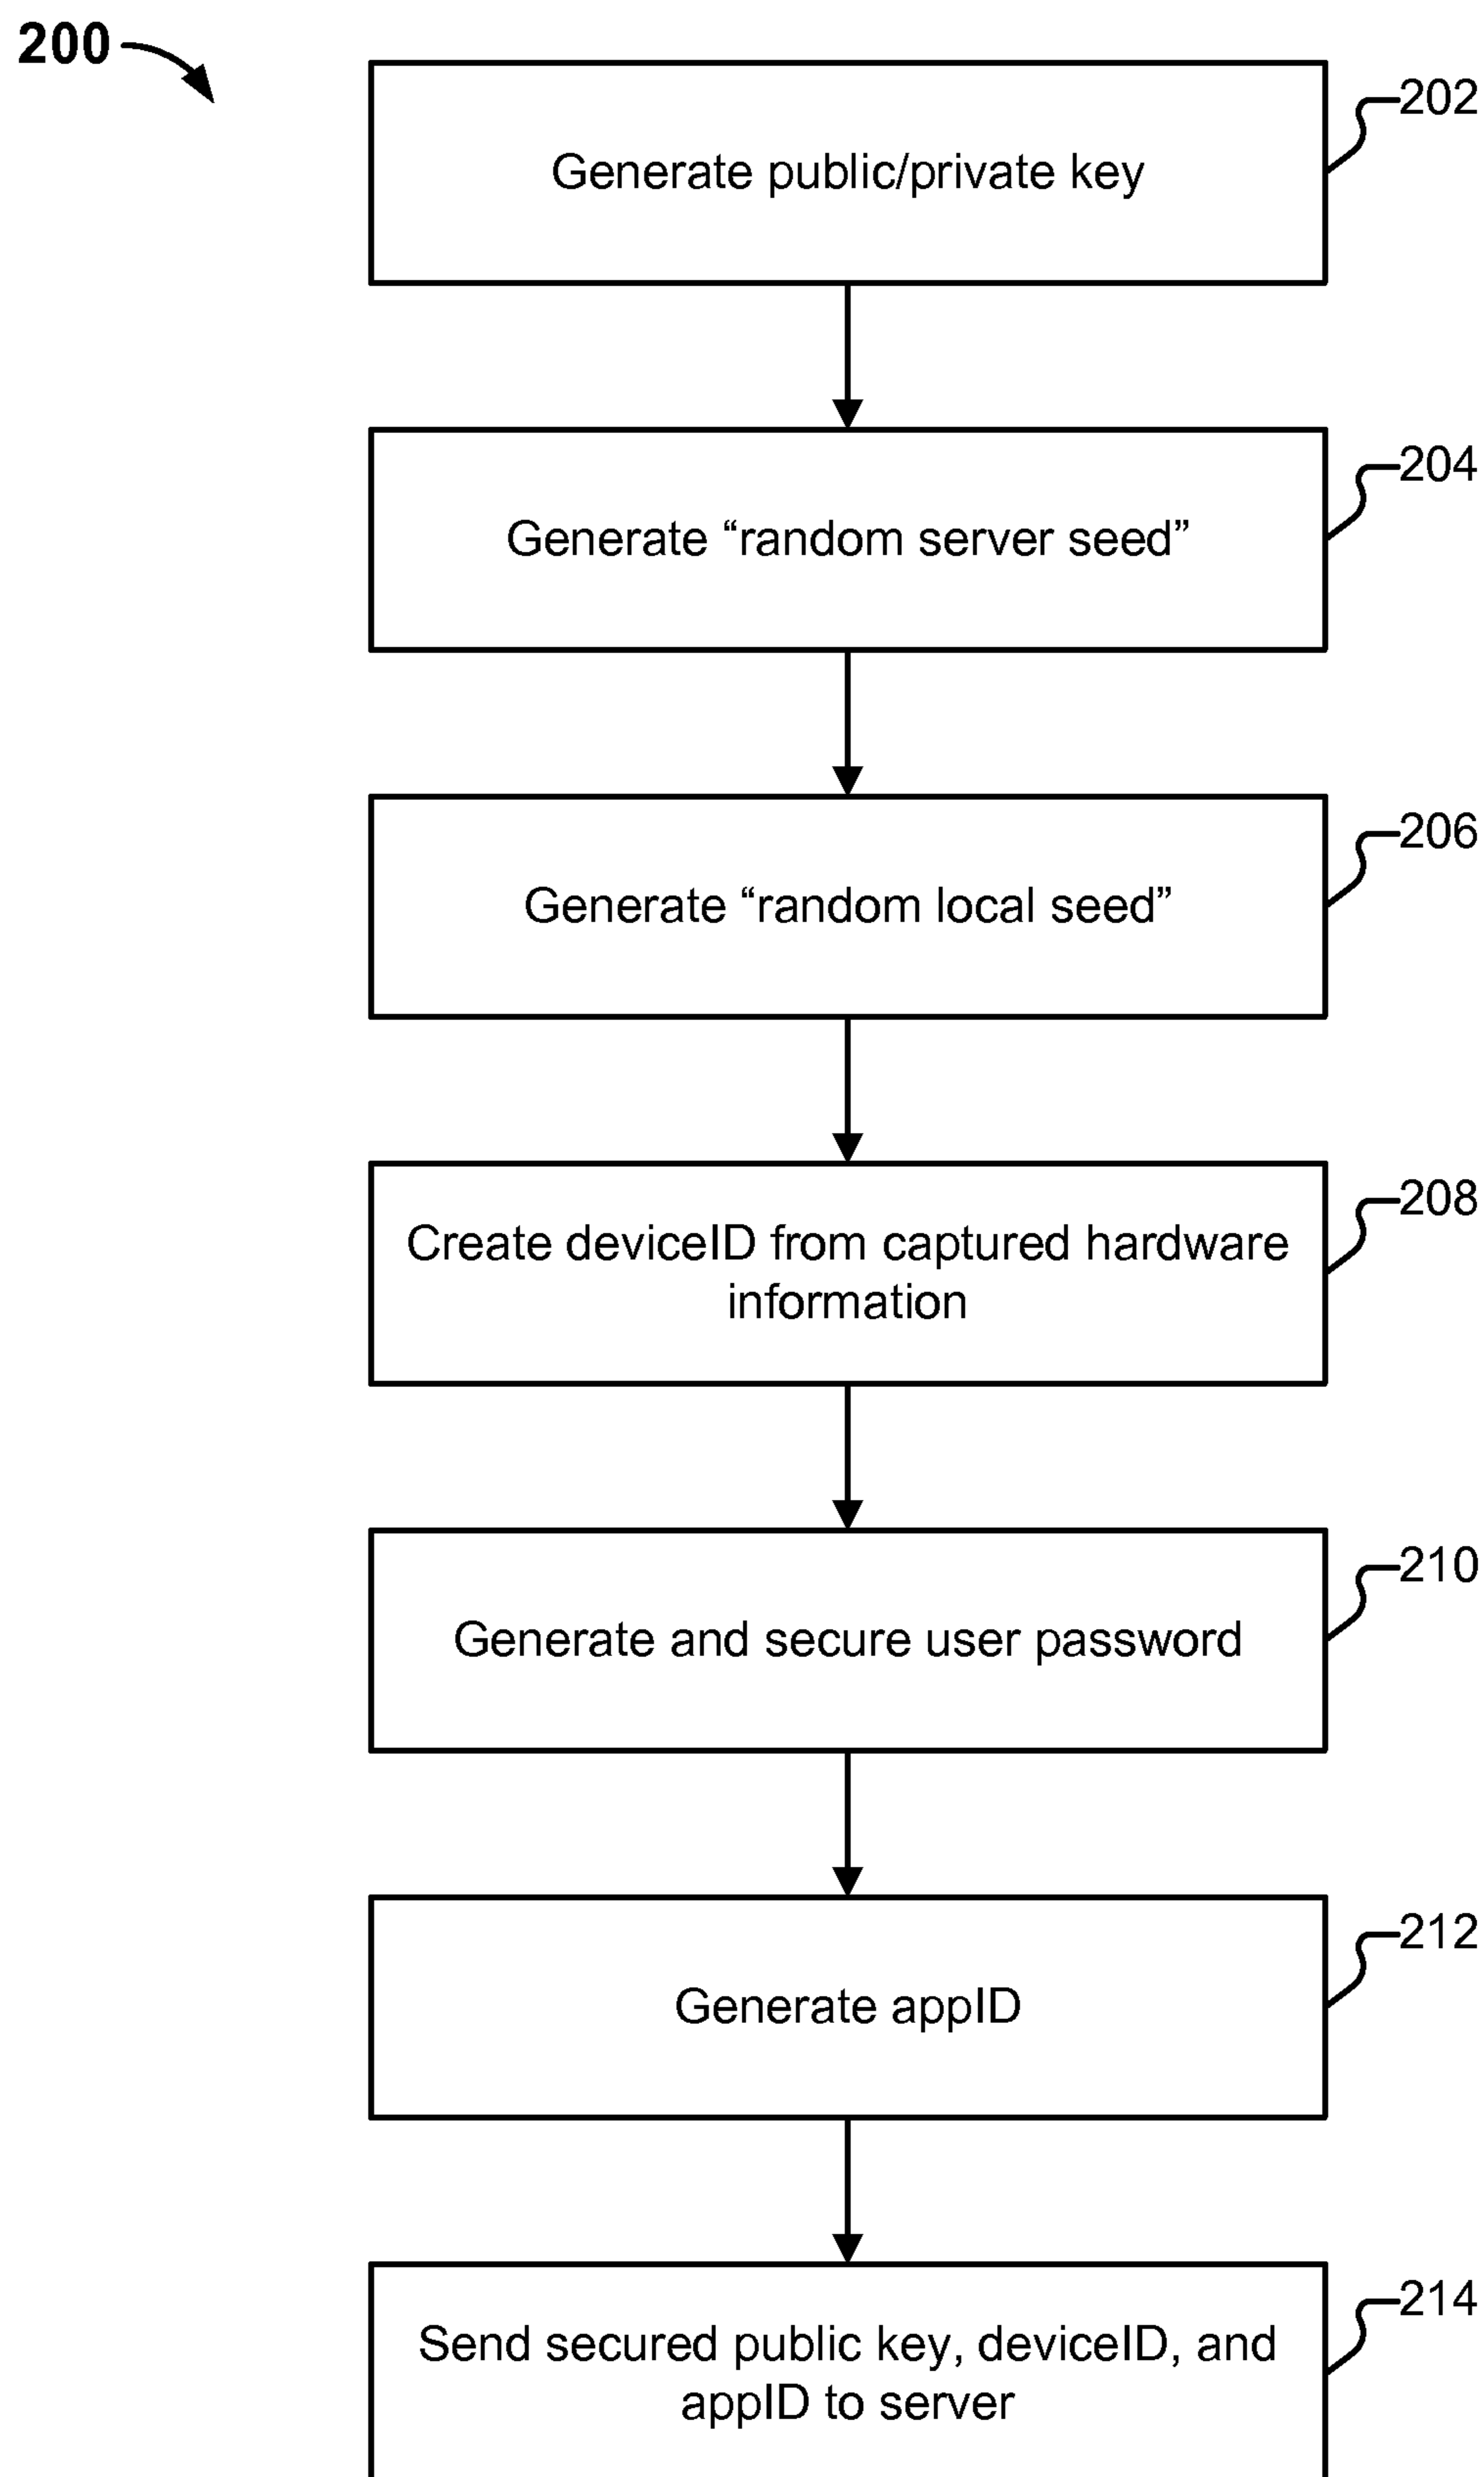 200
202
Generate public/private key
204
Generate “random server seed”
206
Generate “random local seed”
208
Create deviceID from captured hardware
information
210
Generate and secure user password
212
Generate appID
214
Send secured public key, deviceID, and
appID to server